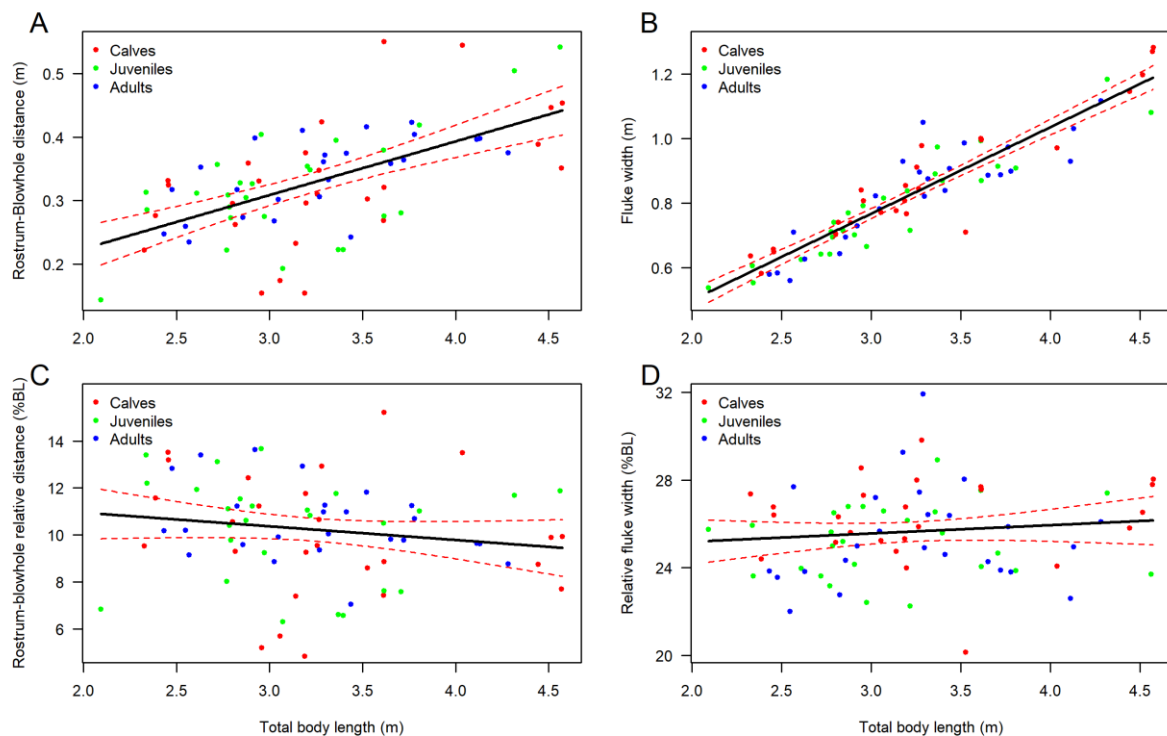 A
Calves
Juveniles
Adults
Rostrum-Blowhole distance (m)
0.5
0.4
0.3
0.2
2.0 2.5 3.0 3.5 4.0 4.5
B
Calves
Juveniles
Adults
Fluke width (m)
1.2
1.0
0.8
0.6
2.0 2.5 3.0 3.5 4.0 4.5
C
Calves
Juveniles
Adults
Rostrum-blowhole relative distance (%BL)
14
12
10
8
6
2.0 2.5 3.0 3.5 4.0 4.5
Total body length (m)
D
Calves
Juveniles
Adults
Relative fluke width (%BL)
32
28
24
20
2.0 2.5 3.0 3.5 4.0 4.5
Total body length (m)